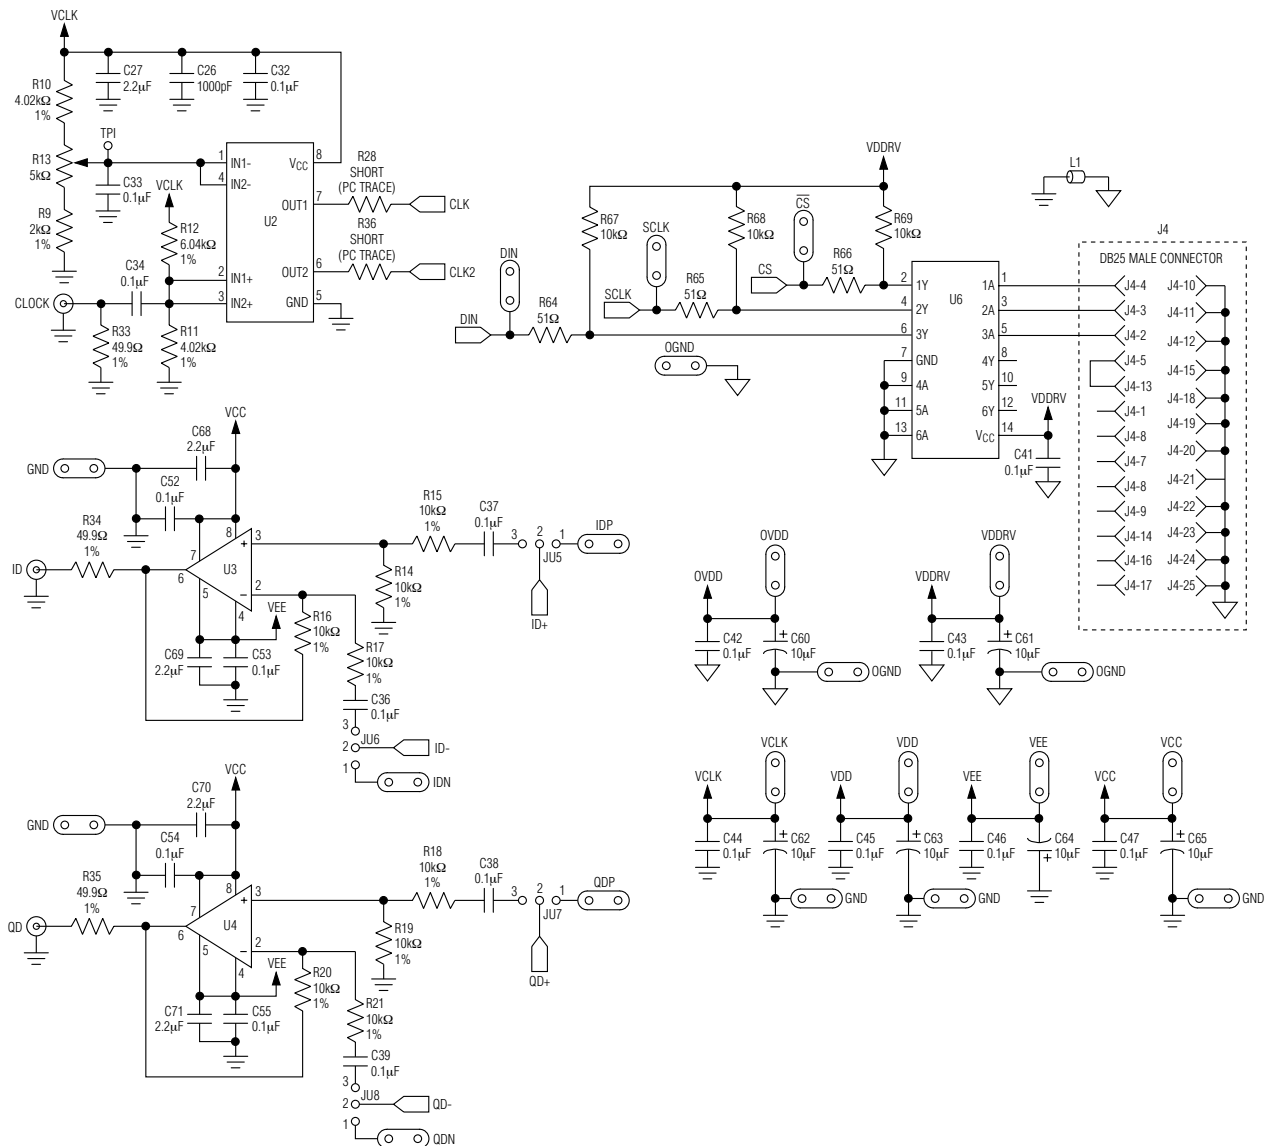 VCLK
C27
2.2µF
C26
1000pF
C32
0.1µF
R10
4.02kΩ
1%
TPI
R13
5kΩ
C33
0.1µF
R9
2kΩ
1%
VCLK
R12
6.04kΩ
1%
C34
0.1µF
CLOCK
R33
49.9Ω
1%
R11
4.02kΩ
1%
1
IN1-
4
IN2-
2
IN1+
3
IN2+
U2
VCC
8
OUT1
7
OUT2
6
GND
5
R28
SHORT
(PC TRACE)
CLK
R36
SHORT
(PC TRACE)
CLK2
VDDRV
R67
10kΩ
R68
10kΩ
R69
10kΩ
CS
SCLK
DIN
CS
R66
51Ω
SCLK
R65
51Ω
DIN
R64
51Ω
OGND
2
1Y
4
2Y
6
3Y
7
GND
9
4A
11
5A
13
6A
U6
1A
1
2A
3
3A
5
4Y
8
5Y
10
6Y
12
VCC
14
VDDRV
C41
0.1µF
L1
J4
DB25 MALE CONNECTOR
J4-4
J4-10
J4-3
J4-11
J4-2
J4-12
J4-5
J4-15
J4-13
J4-18
J4-1
J4-19
J4-8
J4-20
J4-7
J4-21
J4-8
J4-22
J4-9
J4-23
J4-14
J4-24
J4-16
J4-25
J4-17
VCC
C68
2.2µF
GND
C52
0.1µF
R34
49.9Ω
1%
ID
8
7
6
5
4
3
2
+
−
U3
VEE
C69
2.2µF
C53
0.1µF
R15
10kΩ
1%
C37
0.1µF
3
2
1
JU5
IDP
ID+
R14
10kΩ
1%
R16
10kΩ
1%
R17
10kΩ
1%
C36
0.1µF
3
JU6
2
ID-
1
IDN
VCC
C70
2.2µF
GND
C54
0.1µF
R35
49.9Ω
1%
QD
8
7
6
5
4
3
2
+
−
U4
VEE
C71
2.2µF
C55
0.1µF
R18
10kΩ
1%
C38
0.1µF
3
2
1
JU7
QDP
QD+
R19
10kΩ
1%
R20
10kΩ
1%
R21
10kΩ
1%
C39
0.1µF
3
JU8
2
QD-
1
QDN
OVDD
OVDD
C42
0.1µF
+
C60
10µF
OGND
VDDRV
VDDRV
C43
0.1µF
+
C61
10µF
OGND
VCLK
VCLK
C44
0.1µF
+
C62
10µF
GND
VDD
VDD
C45
0.1µF
+
C63
10µF
GND
VEE
VEE
C46
0.1µF
C64
10µF
+
VCC
VCC
C47
0.1µF
+
C65
10µF
GND